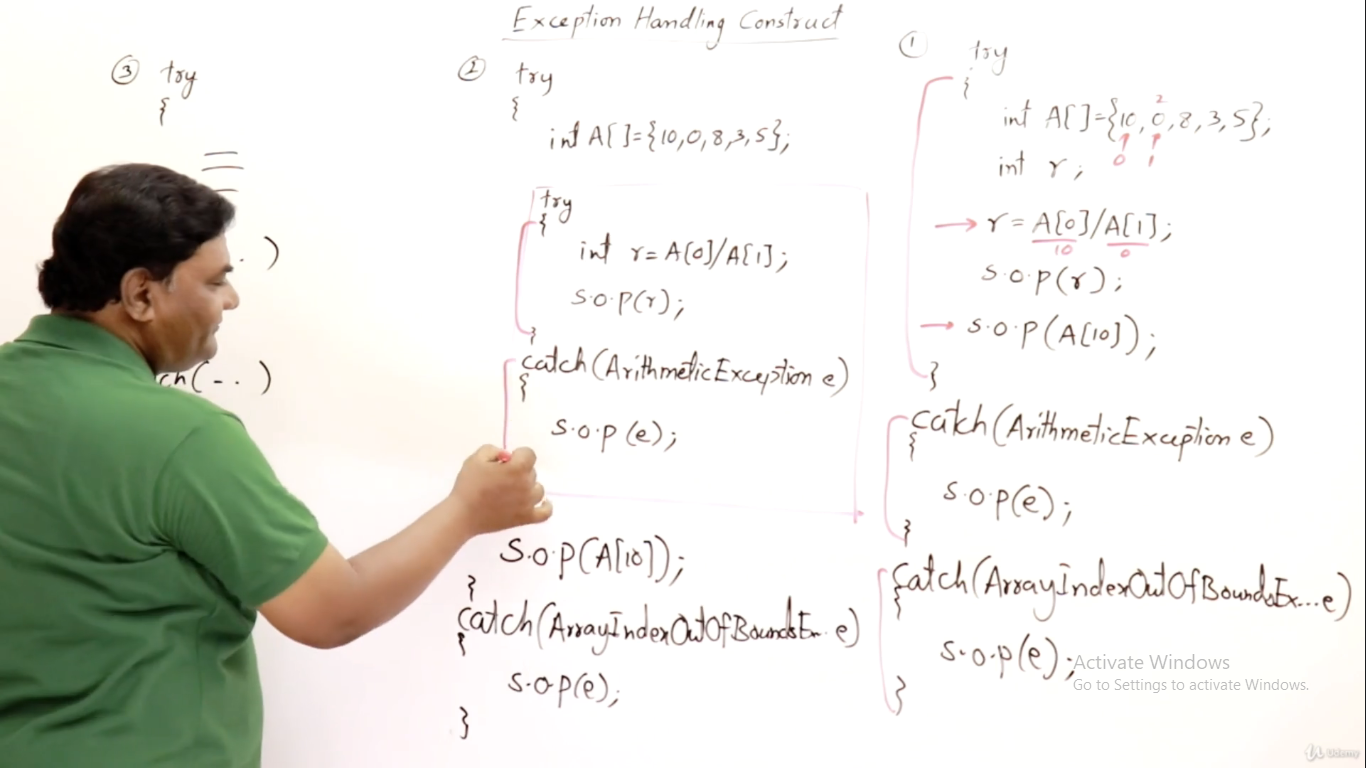 Exception Handling Construct
① try
{
2
int A[]={10,0,8,3,5};
0 1
int r;
r = A[0]/A[1];
10 0
S.O.P(r);
S.O.P(A[10]);
}
catch(ArithmeticException e)
{
S.O.P(e);
}
catch(ArrayIndexOutOfBoundsEx...e)
{
S.O.P(e);
}
② try
{
int A[]={10,0,8,3,5};
try
{
int r=A[0]/A[1];
S.O.P(r);
}
catch(ArithmeticException e)
{
S.O.P(e);
S.O.P(A[10]);
}
catch(ArrayIndexOutOfBoundsEx.. e)
{
S.O.P(e);
}
③ try
{
. )
ch(-..)
Activate Windows
Go to Settings to activate Windows.
Udemy